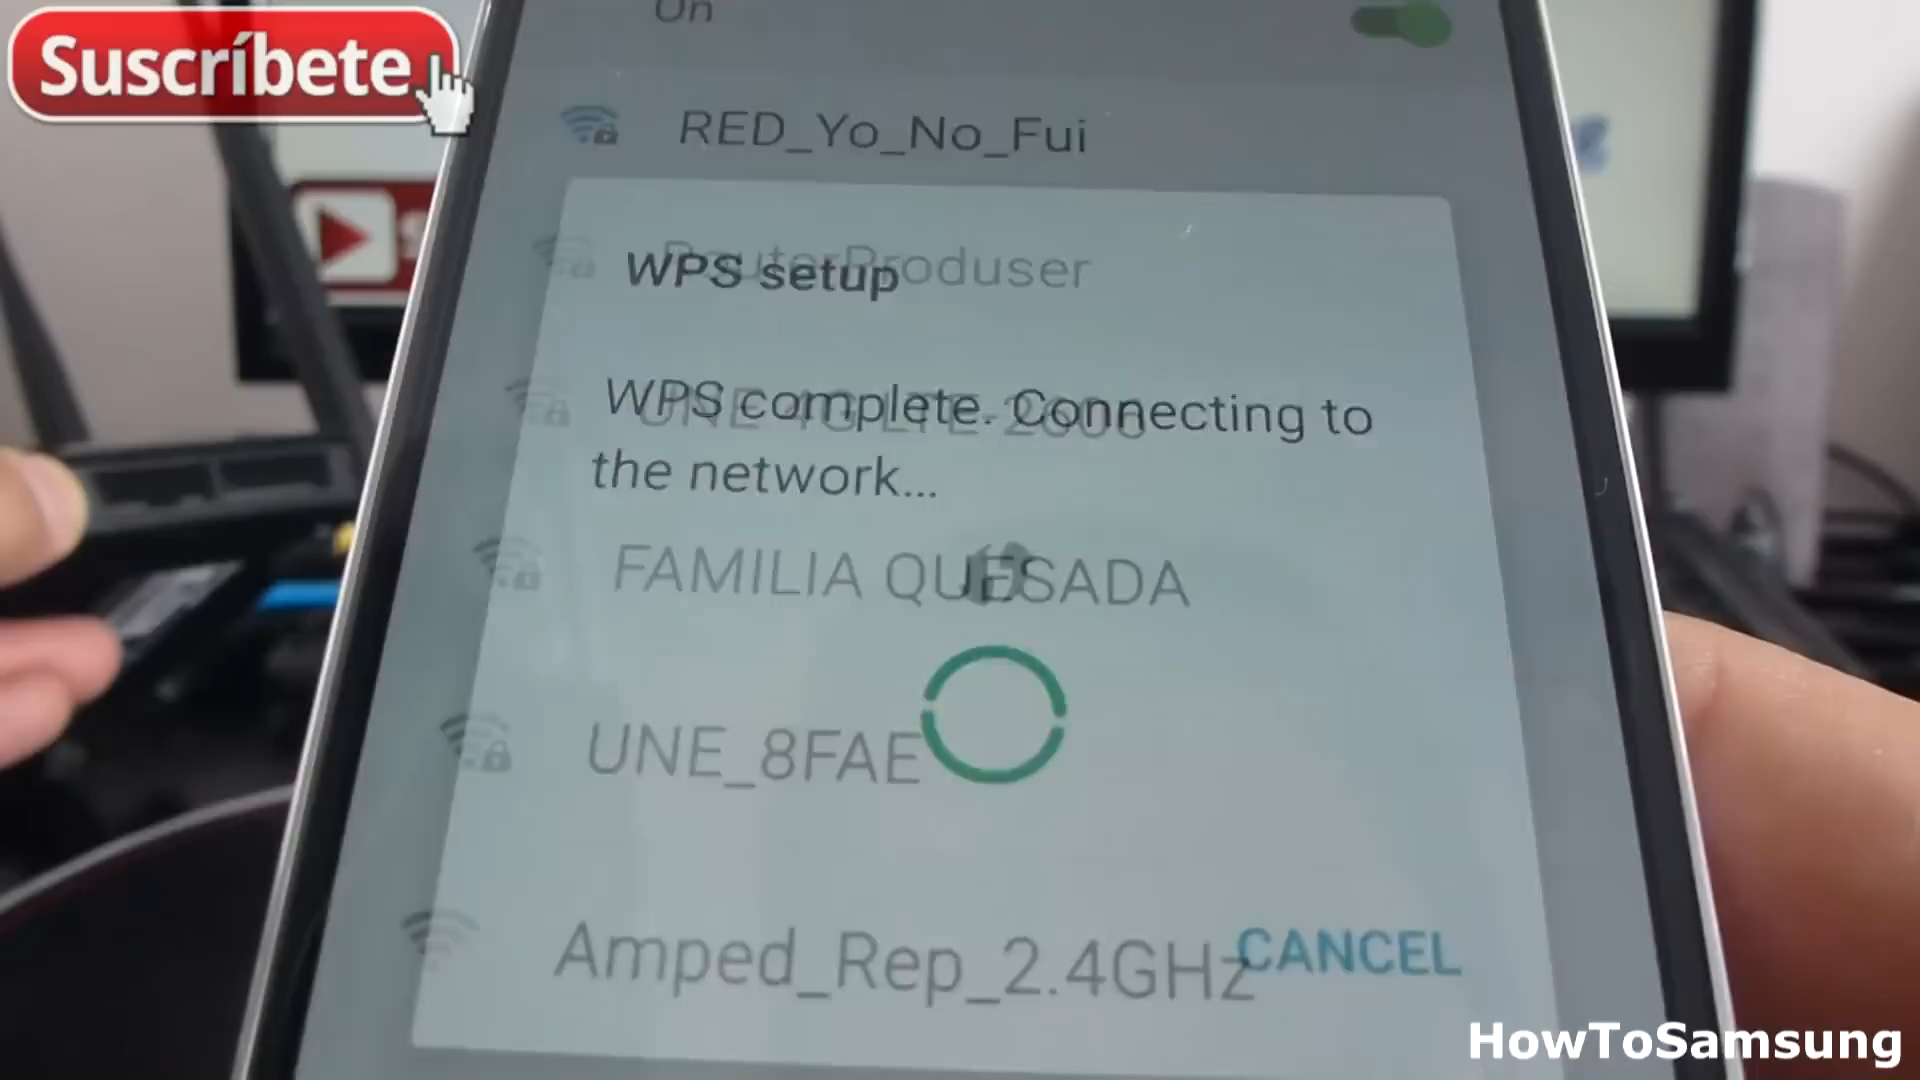 On
Suscríbete
RED_Yo_No_Fui
RouterProduser
WPS setup
WPS complete. Connecting to
the network...
UNE
FAMILIA QUESADA
UNE_8FAE
Amped_Rep_2.4GHz
CANCEL
HowToSamsung